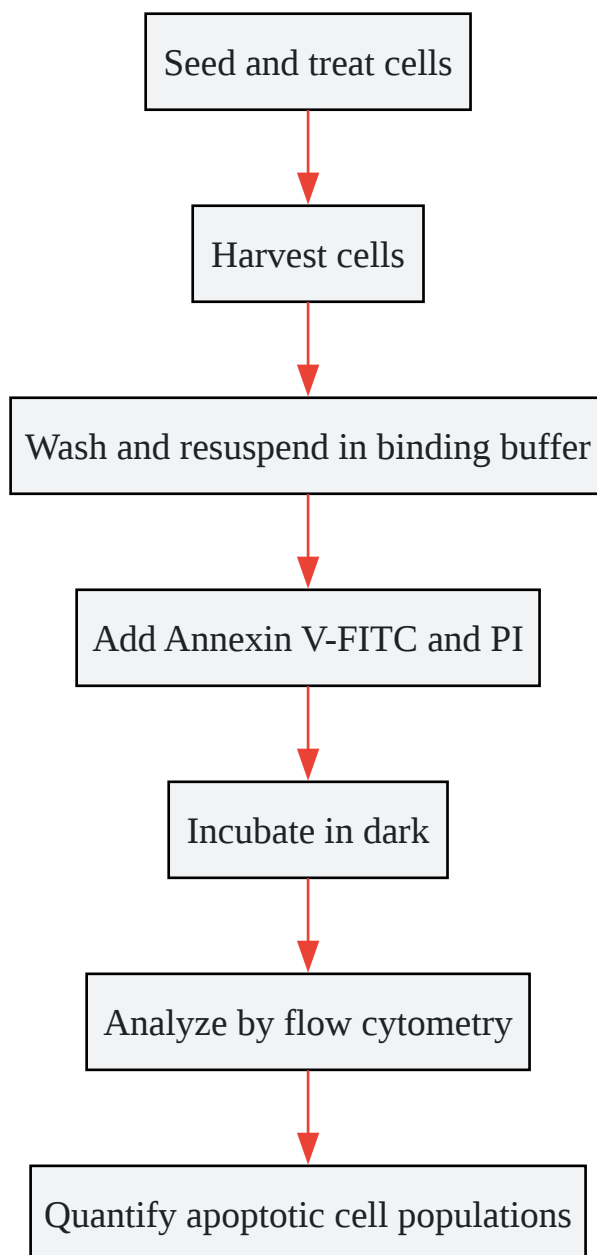 Seed and treat cells
Harvest cells
Wash and resuspend in binding buffer
Add Annexin V-FITC and PI
Incubate in dark
Analyze by flow cytometry
Quantify apoptotic cell populations